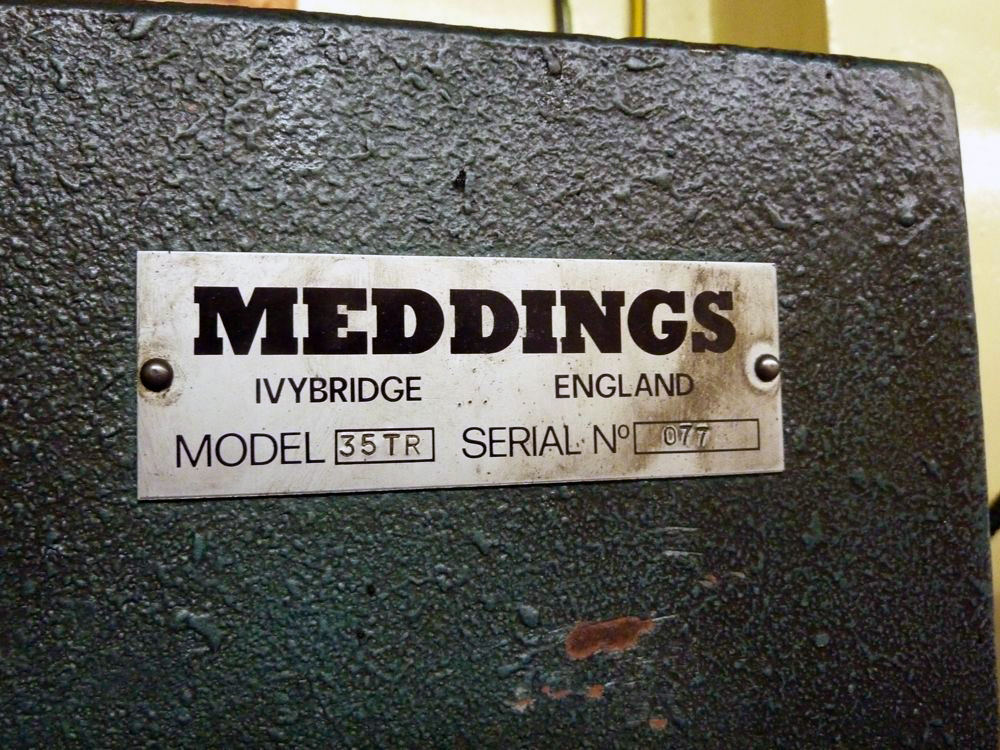 MEDDINGS
IVYBRIDGE ENGLAND
MODEL 35TR SERIAL Nº 077